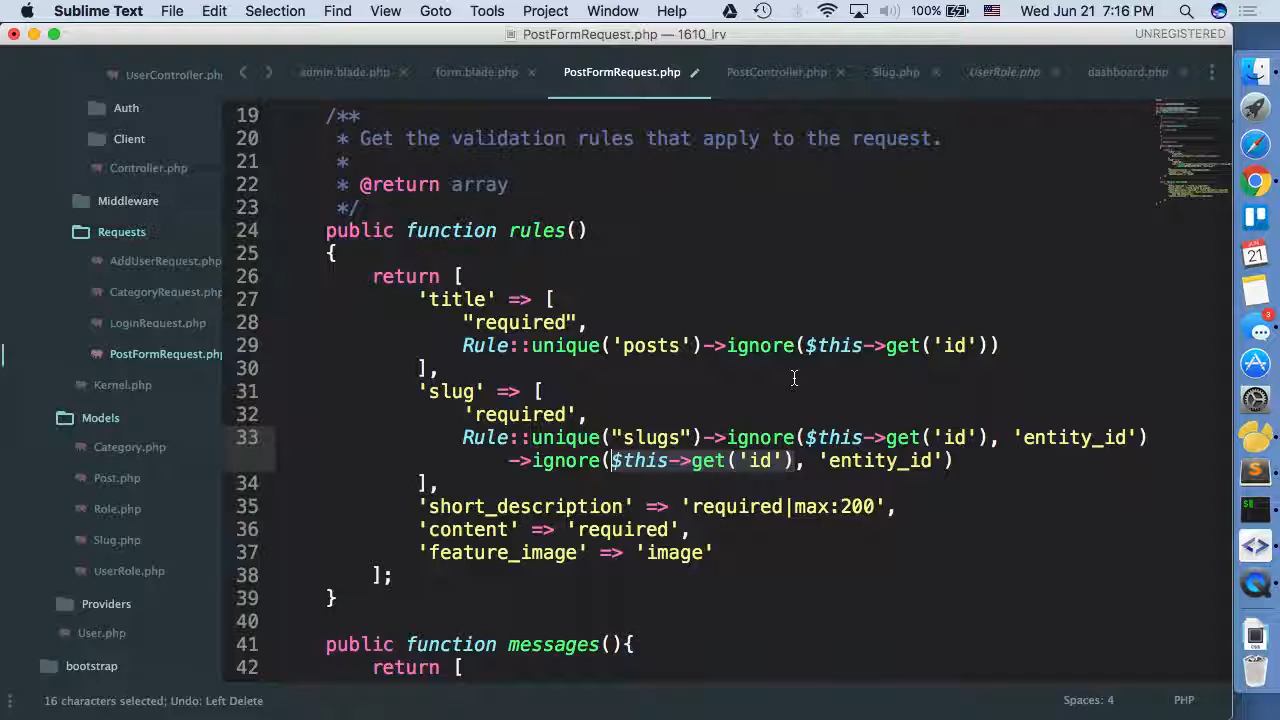 Sublime Text File Edit Selection Find View Goto Tools Project Window Help 100% Wed Jun 21 7:16 PM
PostFormRequest.php — 1610_lrv UNREGISTERED
UserController.ph
admin.blade.php × form.blade.php × PostFormRequest.php PostController.php × Slug.php × UserRole.php × dashboard.php ×
Auth
Client
Controller.php
Middleware
Requests
AddUserRequest.php
CategoryRequest.php
LoginRequest.php
PostFormRequest.php
Kernel.php
Models
Category.php
Post.php
Role.php
Slug.php
UserRole.php
Providers
User.php
bootstrap
19 /**
20 * Get the validation rules that apply to the request.
21 *
22 * @return array
23 */
24 public function rules()
25 {
26 return [
27 'title' => [
28 "required",
29 Rule::unique('posts')->ignore($this->get('id'))
30 ],
31 'slug' => [
32 'required',
33 Rule::unique("slugs")->ignore($this->get('id'), 'entity_id')
->ignore($this->get('id'), 'entity_id')
34 ],
35 'short_description' => 'required|max:200',
36 'content' => 'required',
37 'feature_image' => 'image'
38 ];
39 }
40
41 public function messages(){
42 return [
16 characters selected; Undo: Left Delete Spaces: 4 PHP
JAN
21
3